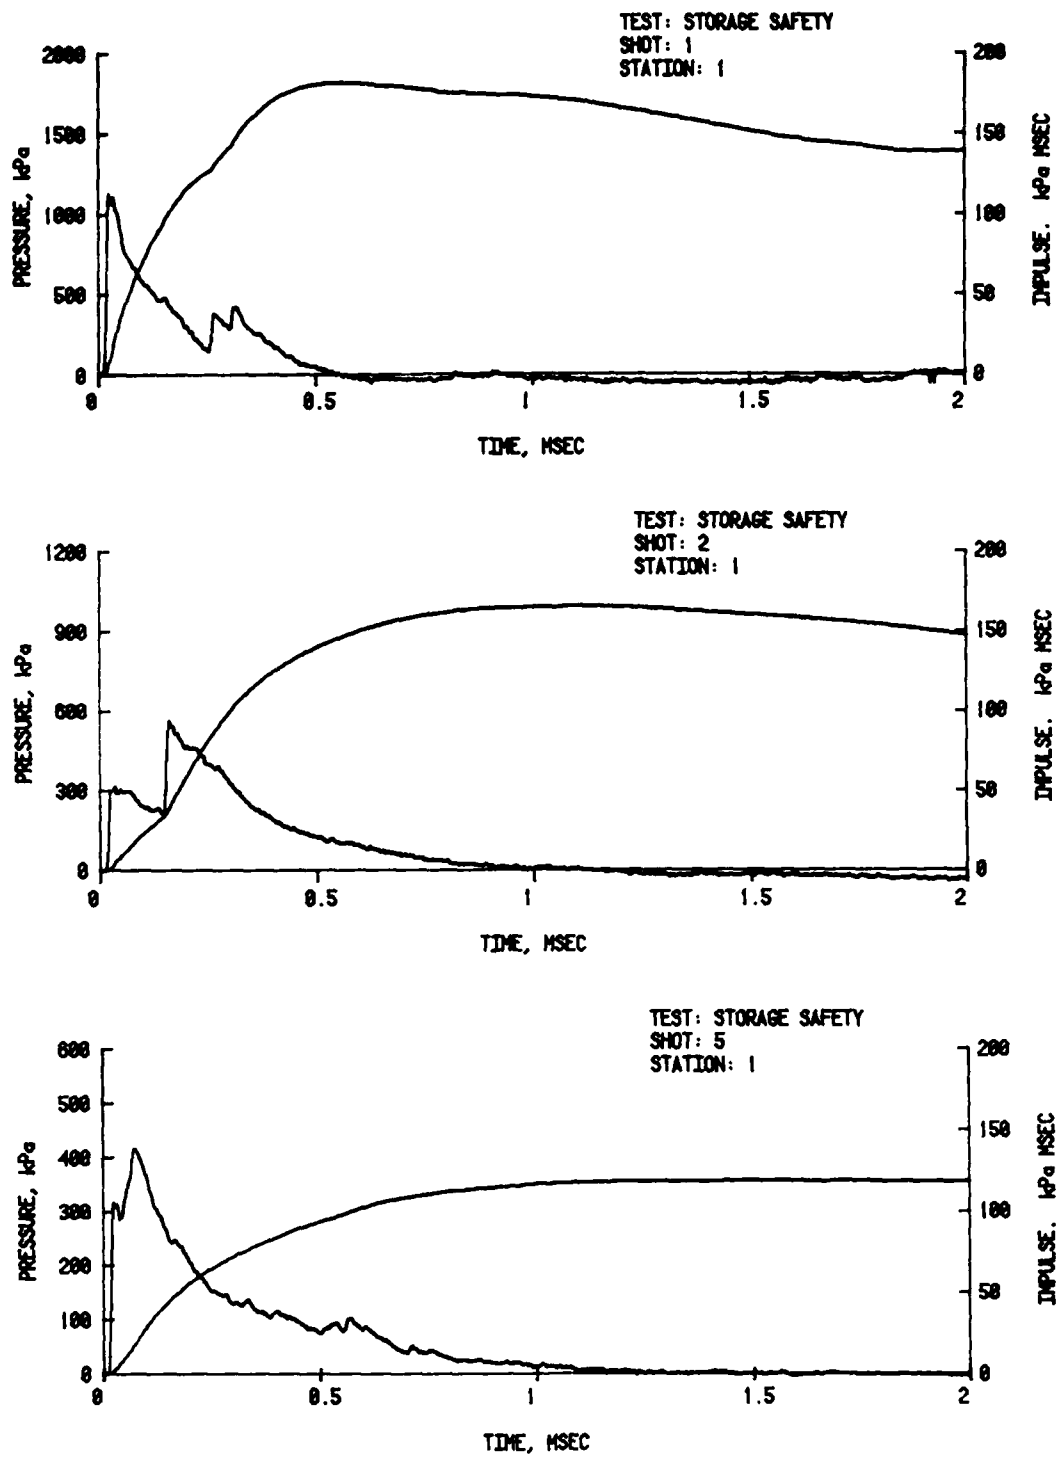 TEST: STORAGE SAFETY
SHOT: 1
STATION: 1
2000
1500
1000
500
0
PRESSURE, kPa
200
150
100
50
0
IMPULSE. kPa MSEC
0
0.5
1
1.5
2
TIME, MSEC
TEST: STORAGE SAFETY
SHOT: 2
STATION: 1
1200
900
600
300
0
PRESSURE, kPa
200
150
100
50
0
IMPULSE. kPa MSEC
0
0.5
1
1.5
2
TIME, MSEC
TEST: STORAGE SAFETY
SHOT: 5
STATION: 1
600
500
400
300
200
100
0
PRESSURE, kPa
200
150
100
50
0
IMPULSE. kPa MSEC
0
0.5
1
1.5
2
TIME, MSEC